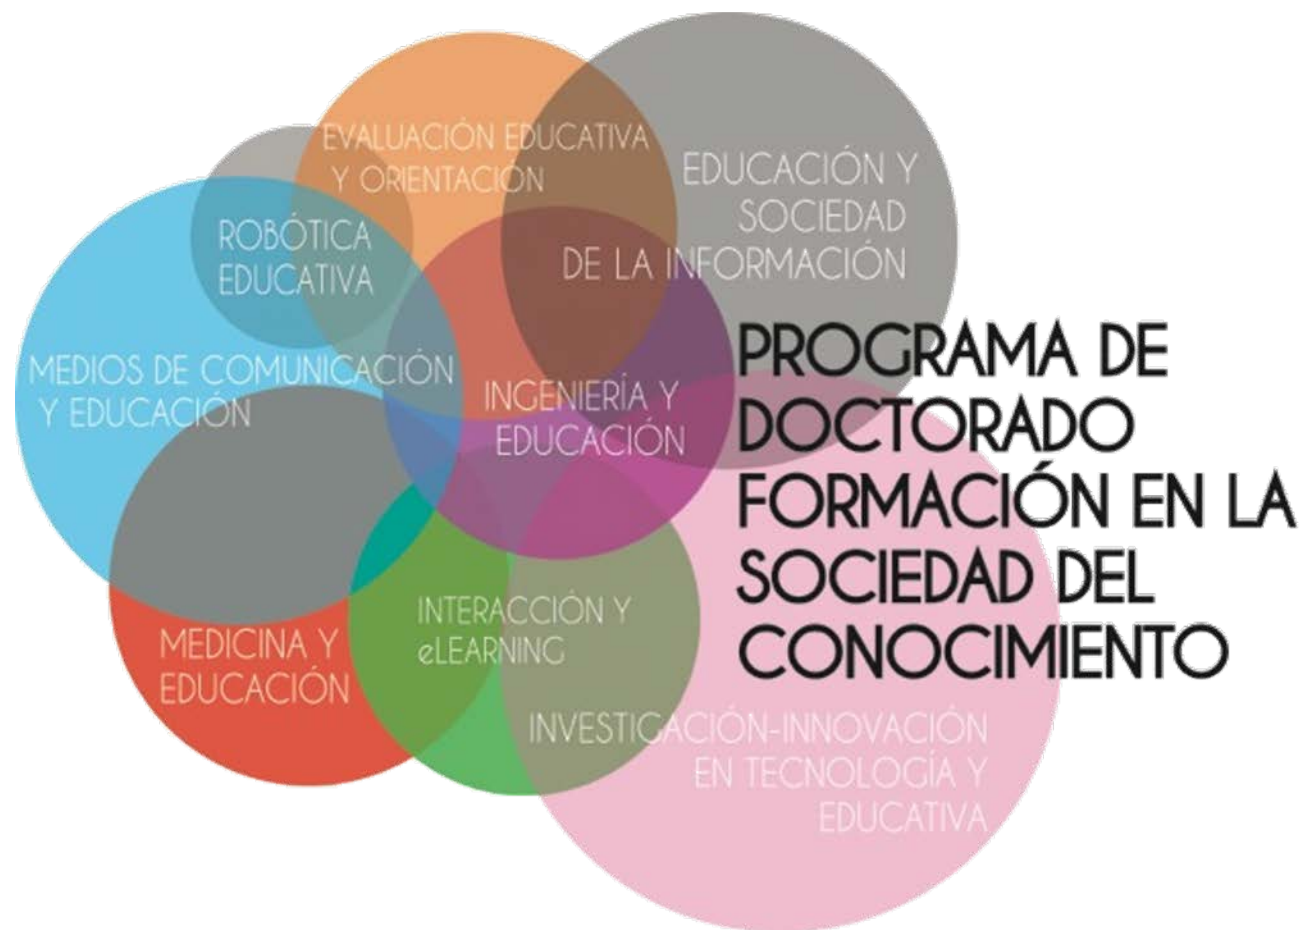 EVALUACIÓN EDUCATIVA
Y ORIENTACIÓN
EDUCACIÓN Y
SOCIEDAD
DE LA INFORMACIÓN
ROBÓTICA
EDUCATIVA
MEDIOS DE COMUNICACIÓN
Y EDUCACIÓN
INGENIERÍA Y
EDUCACIÓN
PROGRAMA DE
DOCTORADO
FORMACIÓN EN LA
SOCIEDAD DEL
CONOCIMIENTO
MEDICINA Y
EDUCACIÓN
INTERACCIÓN Y
eLEARNING
INVESTIGACIÓN-INNOVACIÓN
EN TECNOLOGÍA Y
EDUCATIVA